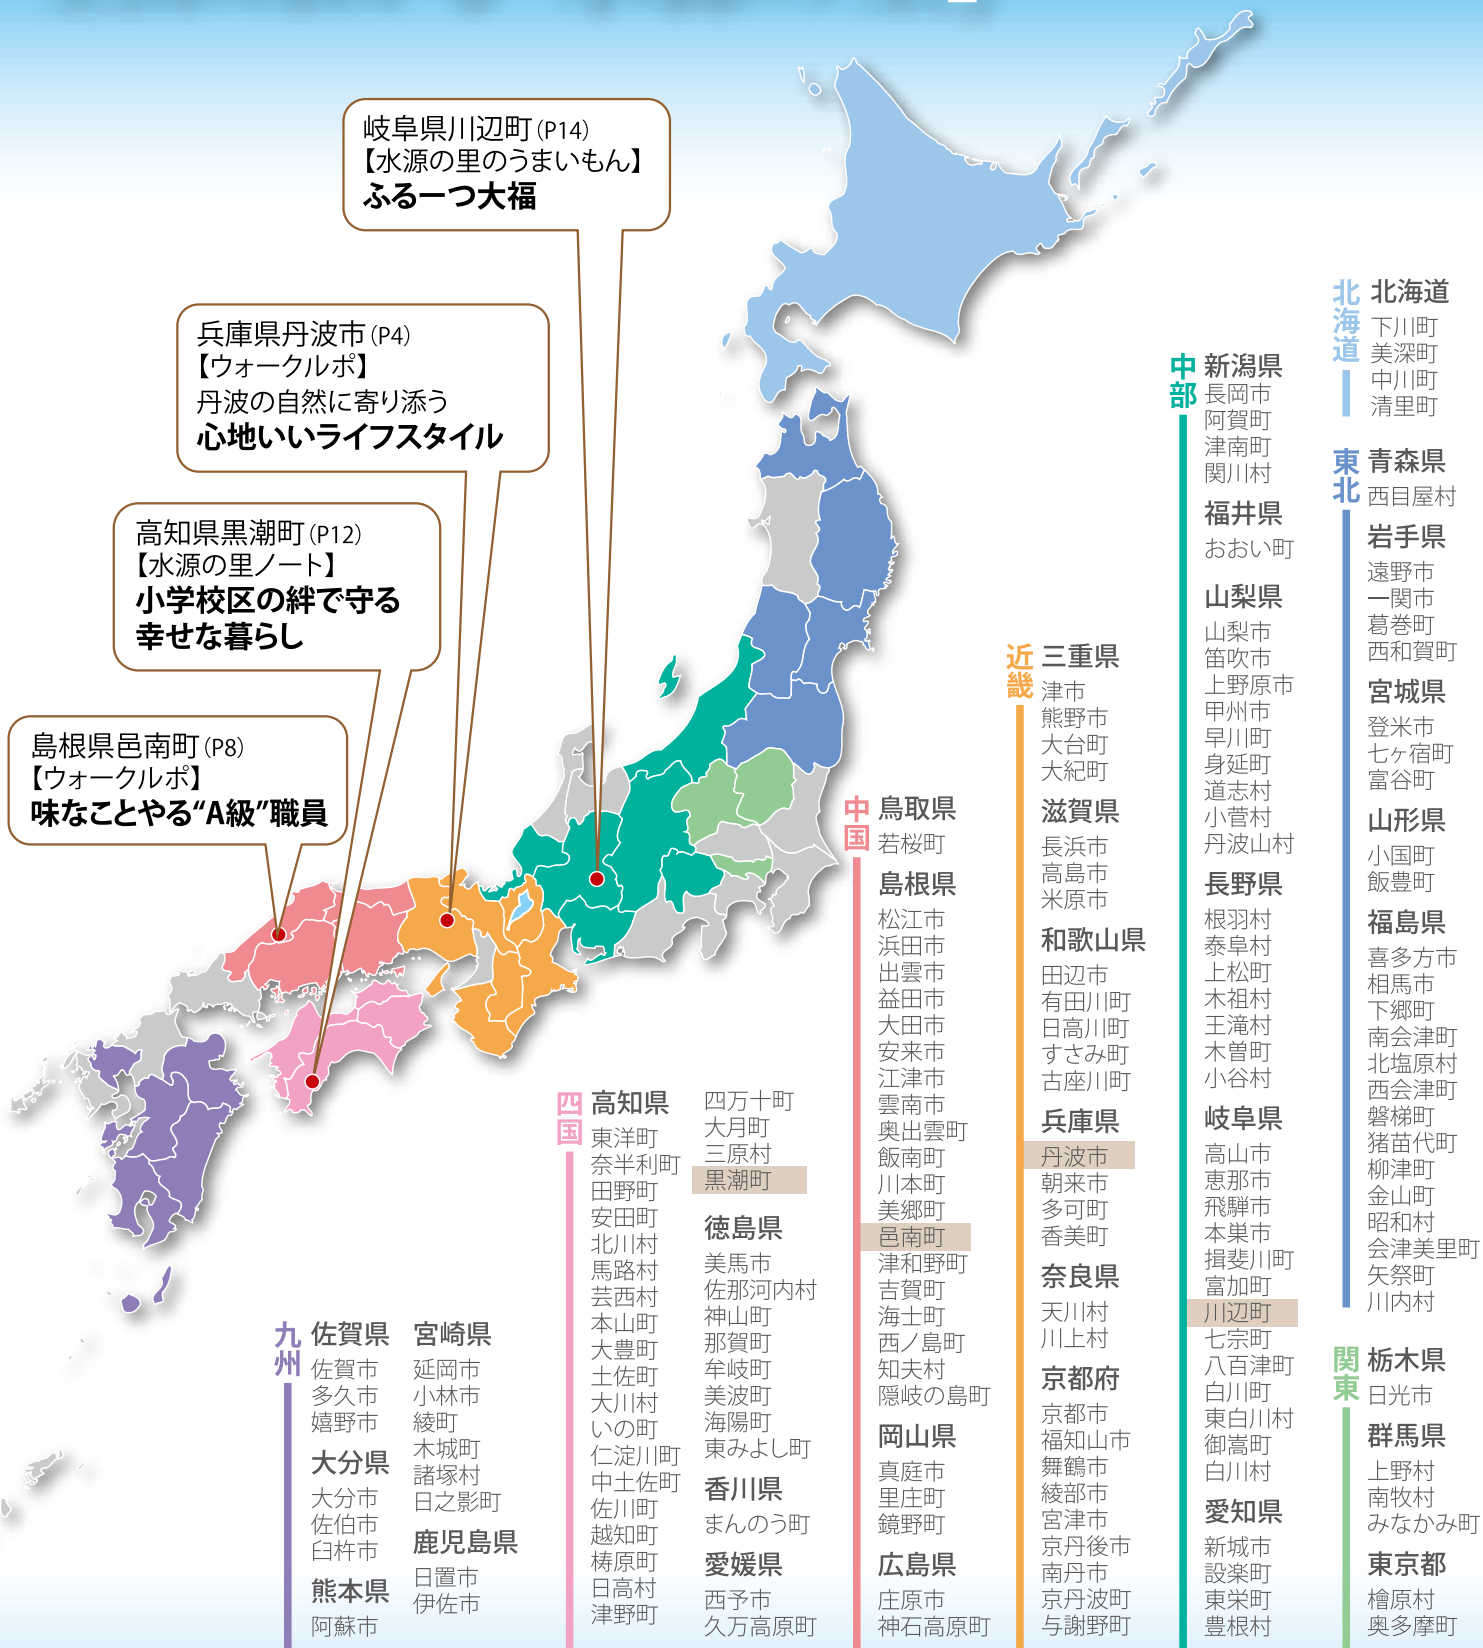 岐阜県川辺町(P14)
【水源の里のうまいもん】
ふるーつ大福
兵庫県丹波市(P4)
【ウォークルポ】
丹波の自然に寄り添う
心地いいライフスタイル
高知県黒潮町(P12)
【水源の里ノート】
小学校区の絆で守る
幸せな暮らし
島根県邑南町(P8)
【ウォークルポ】
味なことやる“A級”職員
北海道
北海道
下川町
美深町
中川町
清里町
東北
青森県
西目屋村
岩手県
遠野市
一関市
葛巻町
西和賀町
宮城県
登米市
七ヶ宿町
富谷町
山形県
小国町
飯豊町
福島県
喜多方市
相馬市
下郷町
南会津町
北塩原村
西会津町
磐梯町
猪苗代町
柳津町
金山町
昭和村
会津美里町
矢祭町
川内村
関東
栃木県
日光市
群馬県
上野村
南牧村
みなかみ町
東京都
檜原村
奥多摩町
中部
新潟県
長岡市
阿賀町
津南町
関川村
福井県
おおい町
山梨県
山梨市
笛吹市
上野原市
甲州市
早川町
身延町
道志村
小菅村
丹波山村
長野県
根羽村
泰阜村
上松町
木祖村
王滝村
木曽町
小谷村
岐阜県
高山市
恵那市
飛騨市
本巣市
揖斐川町
富加町
川辺町
七宗町
八百津町
白川町
東白川村
御嵩町
白川村
愛知県
新城市
設楽町
東栄町
豊根村
近畿
三重県
津市
熊野市
大台町
大紀町
滋賀県
長浜市
高島市
米原市
和歌山県
田辺市
有田川町
日高川町
すさみ町
古座川町
兵庫県
丹波市
朝来市
多可町
香美町
奈良県
天川村
川上村
京都府
京都市
福知山市
舞鶴市
綾部市
宮津市
京丹後市
南丹市
京丹波町
与謝野町
中国
鳥取県
若桜町
島根県
松江市
浜田市
出雲市
益田市
大田市
安来市
江津市
雲南市
奥出雲町
飯南町
川本町
美郷町
邑南町
津和野町
吉賀町
海士町
西ノ島町
知夫村
隠岐の島町
岡山県
真庭市
里庄町
鏡野町
広島県
庄原市
神石高原町
四国
高知県
東洋町
奈半利町
田野町
安田町
北川村
馬路村
芸西村
本山町
大豊町
土佐町
大川村
いの町
仁淀川町
中土佐町
佐川町
越知町
梼原町
日高村
津野町
四万十町
大月町
三原村
黒潮町
徳島県
美馬市
佐那河内村
神山町
那賀町
牟岐町
美波町
海陽町
東みよし町
香川県
まんのう町
愛媛県
西予市
久万高原町
九州
佐賀県
佐賀市
多久市
嬉野市
大分県
大分市
佐伯市
臼杵市
熊本県
阿蘇市
宮崎県
延岡市
小林市
綾町
木城町
諸塚村
日之影町
鹿児島県
日置市
伊佐市